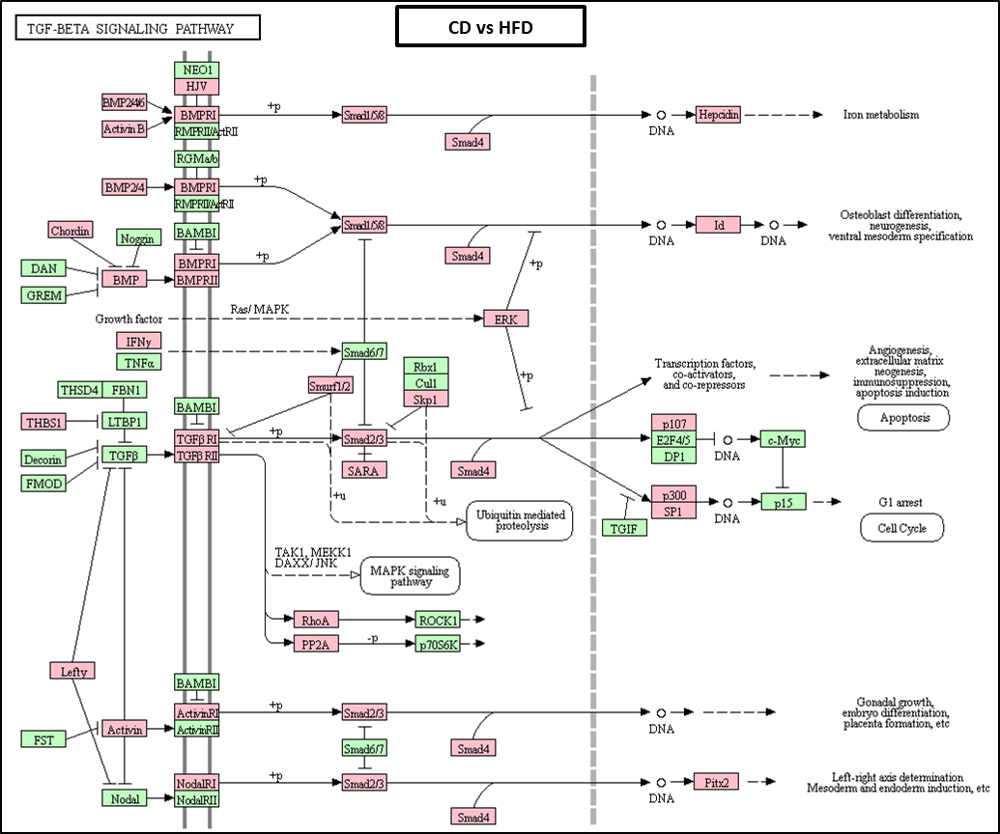 TGF-BETA SIGNALING PATHWAY
CD vs HFD
NEO1
HJV
BMP2/4/6
Activin B
BMPRI
RMPRII/ActRII
+p
Smad1/5/8
Smad4
DNA
Hepcidin
Iron metabolism
RGMa/b
BMP2/4
BMPRI
RMPRII/ActRII
+p
Chordin
Noggin
BAMBI
DAN
GREM
BMP
BMPRI
BMPRII
+p
Smad1/5/8
Smad4
+p
DNA
Id
DNA
Osteoblast differentiation,
neurogenesis,
ventral mesoderm specification
Growth factor
Ras/ MAPK
ERK
IFNγ
TNFα
Smad6/7
Rbx1
Cul1
Skp1
Smurf1/2
+p
Transcription factors,
co-activators,
and co-repressors
Angiogenesis,
extracellular matrix
neogenesis,
immunosuppression,
apoptosis induction
Apoptosis
THSD4
FBN1
THBS1
LTBP1
BAMBI
Decorin
FMOD
TGFβ
TGFβ RI
TGFβ RII
+p
Smad2/3
SARA
Smad4
+u
+u
Ubiquitin mediated
proteolysis
p107
E2F4/5
DP1
DNA
c-Myc
p300
SP1
TGIF
DNA
p15
G1 arrest
Cell Cycle
TAK1, MEKK1
DAXX/ JNK
MAPK signaling
pathway
RhoA
ROCK1
PP2A
-p
p70S6K
Lefty
BAMBI
FST
Activin
ActivinRI
ActivinRII
+p
Smad2/3
Smad6/7
Smad4
DNA
Gonadal growth,
embryo differentiation,
placenta formation, etc
Nodal
NodalRI
NodalRII
+p
Smad2/3
Smad4
DNA
Pitx2
Left-right axis determination
Mesoderm and endoderm induction, etc